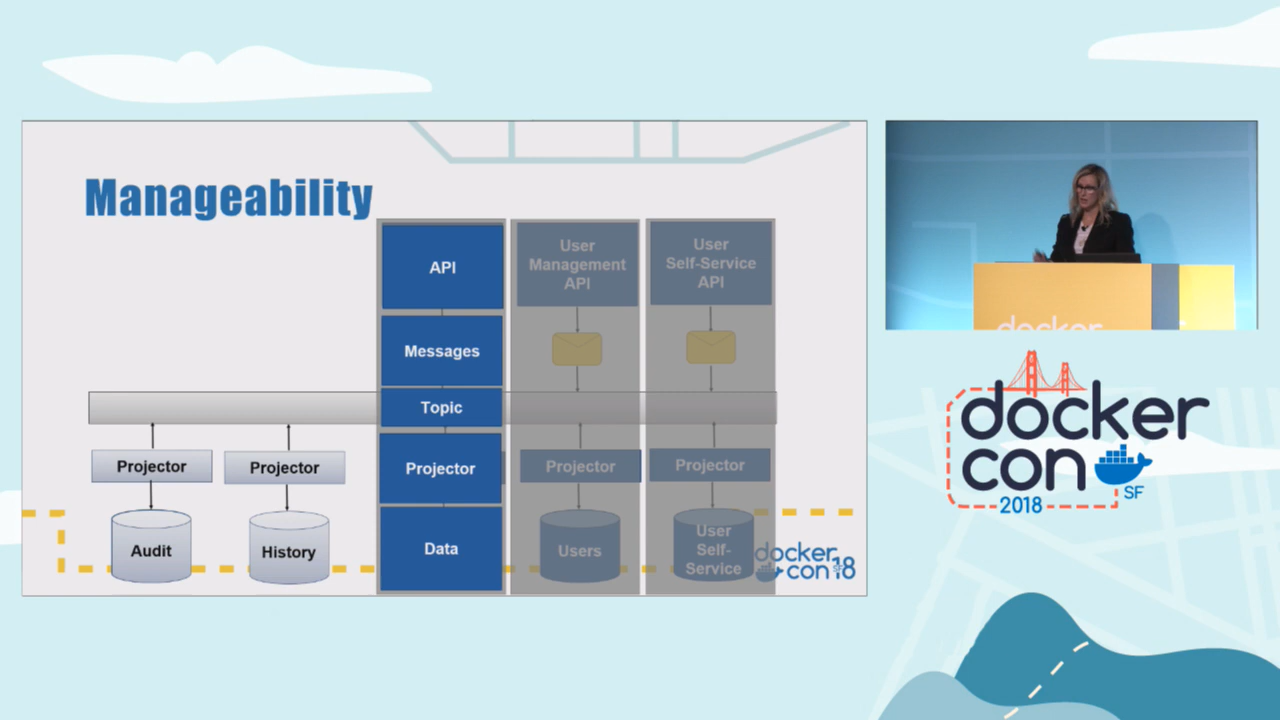 Manageability
API
Messages
Topic
Projector
Data
User
Management
API
User
Self-Service
API
Projector
Projector
Projector
Projector
Audit
History
Users
User
Self-
Service
docker
con18
SF
docker
docker
con
SF
2018